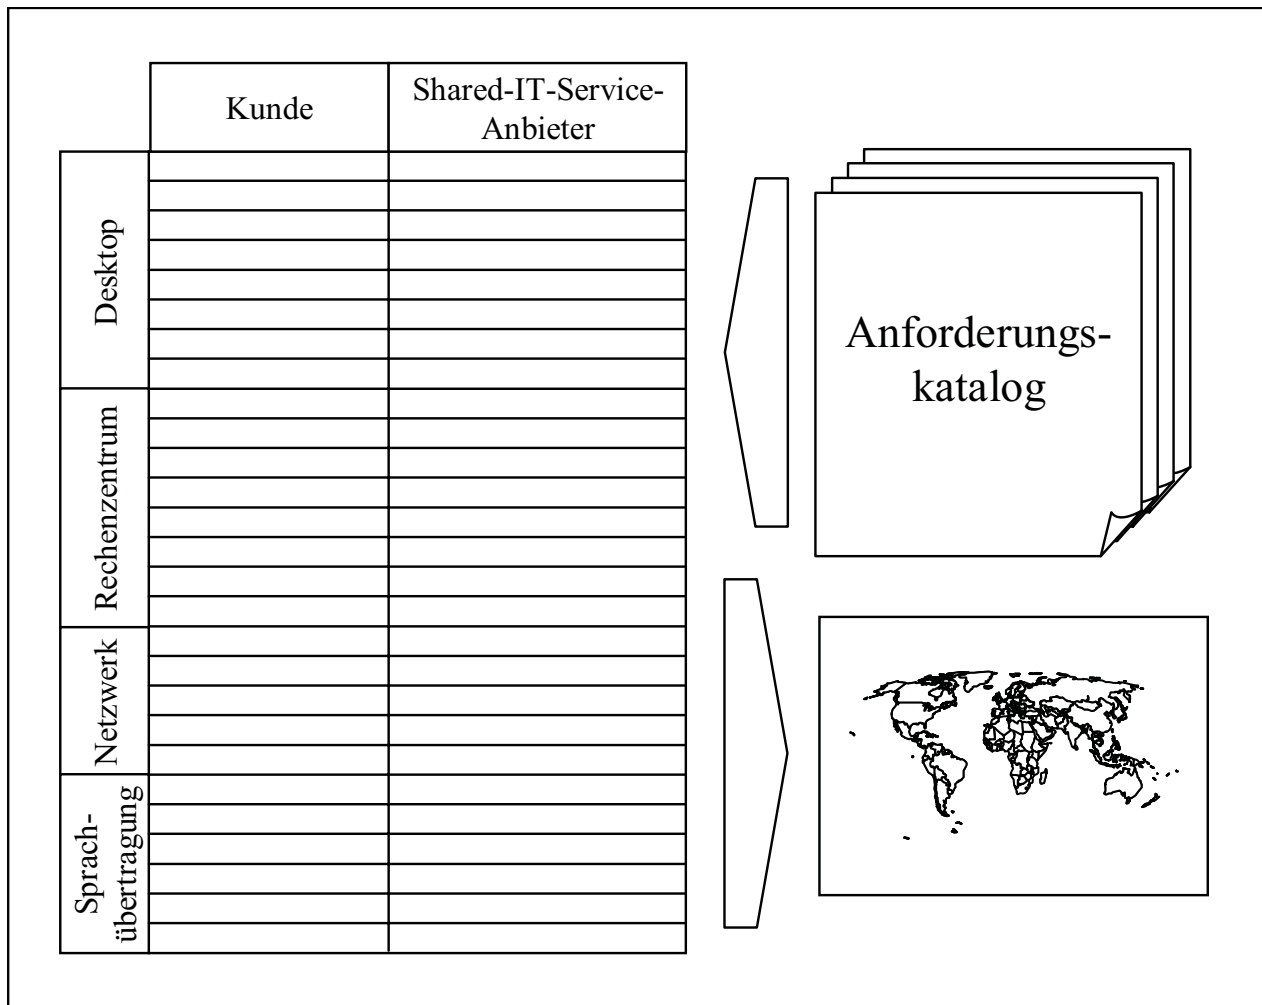 Kunde
Shared-IT-Service-
Anbieter
Desktop
Rechenzentrum
Netzwerk
Sprach-
übertragung
Anforderungs-
katalog